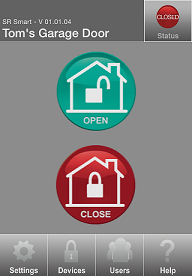 SR Smart - V 01.01.04
Tom's Garage Door
CLOSED
Status
OPEN
CLOSE
Settings Devices Users Help